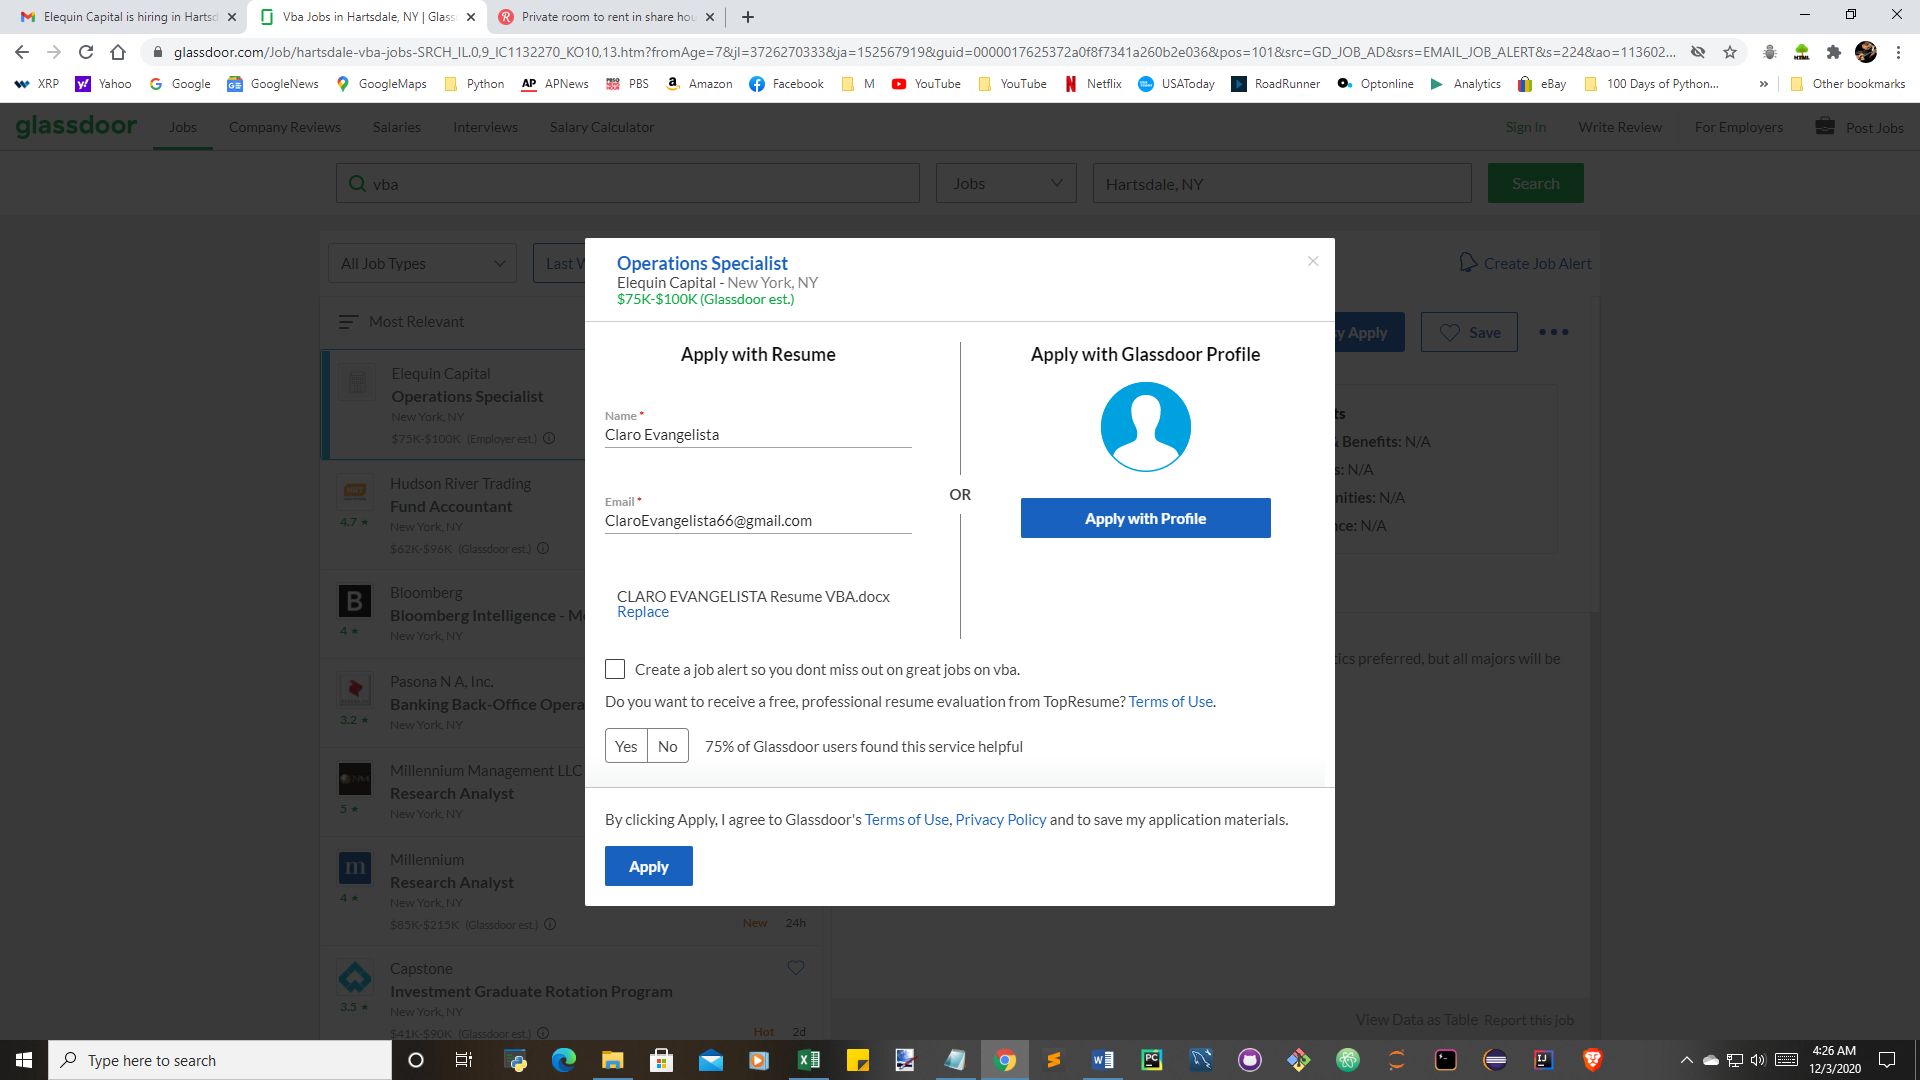 Elequin Capital is hiring in Hartsd
Vba Jobs in Hartsdale, NY | Glass
Private room to rent in share hou
glassdoor.com/Job/hartsdale-vba-jobs-SRCH_IL.0,9_IC1132270_KO10,13.htm?fromAge=7&jl=3726270333&ja=152567919&guid=0000017625372a0f8f7341a260b2e036&pos=101&src=GD_JOB_AD&srs=EMAIL_JOB_ALERT&s=224&ao=113602...
XRP Yahoo Google GoogleNews GoogleMaps Python APNews PBS Amazon Facebook M YouTube YouTube Netflix USAToday RoadRunner Optonline Analytics eBay 100 Days of Python... » Other bookmarks
glassdoor Jobs Company Reviews Salaries Interviews Salary Calculator Sign In Write Review For Employers Post Jobs
vba Jobs Hartsdale, NY Search
All Job Types Last W Create Job Alert
Most Relevant
y Apply Save
Elequin Capital
Operations Specialist
New York, NY
$75K-$100K (Employer est.)
Hudson River Trading
Fund Accountant
4.7 ★
New York, NY
$62K-$96K (Glassdoor est.)
B
Bloomberg
Bloomberg Intelligence - M
4 ★
New York, NY
Pasona N A, Inc.
Banking Back-Office Opera
3.2 ★
New York, NY
Millennium Management LLC
Research Analyst
5 ★
New York, NY
m
Millennium
Research Analyst
4 ★
New York, NY
$85K-$215K (Glassdoor est.)
New 24h
Capstone
Investment Graduate Rotation Program
3.5 ★
New York, NY
$41K-$90K (Glassdoor est.)
Hot 2d
Operations Specialist
Elequin Capital - New York, NY
$75K-$100K (Glassdoor est.)
Apply with Resume
Name *
Claro Evangelista
Email *
ClaroEvangelista66@gmail.com
CLARO EVANGELISTA Resume VBA.docx
Replace
OR
Apply with Glassdoor Profile
Apply with Profile
Create a job alert so you dont miss out on great jobs on vba.
Do you want to receive a free, professional resume evaluation from TopResume? Terms of Use.
Yes No 75% of Glassdoor users found this service helpful
By clicking Apply, I agree to Glassdoor's Terms of Use, Privacy Policy and to save my application materials.
Apply
ts
& Benefits: N/A
s: N/A
nities: N/A
nce: N/A
tics preferred, but all majors will be
View Data as Table Report this job
Type here to search
4:26 AM
12/3/2020